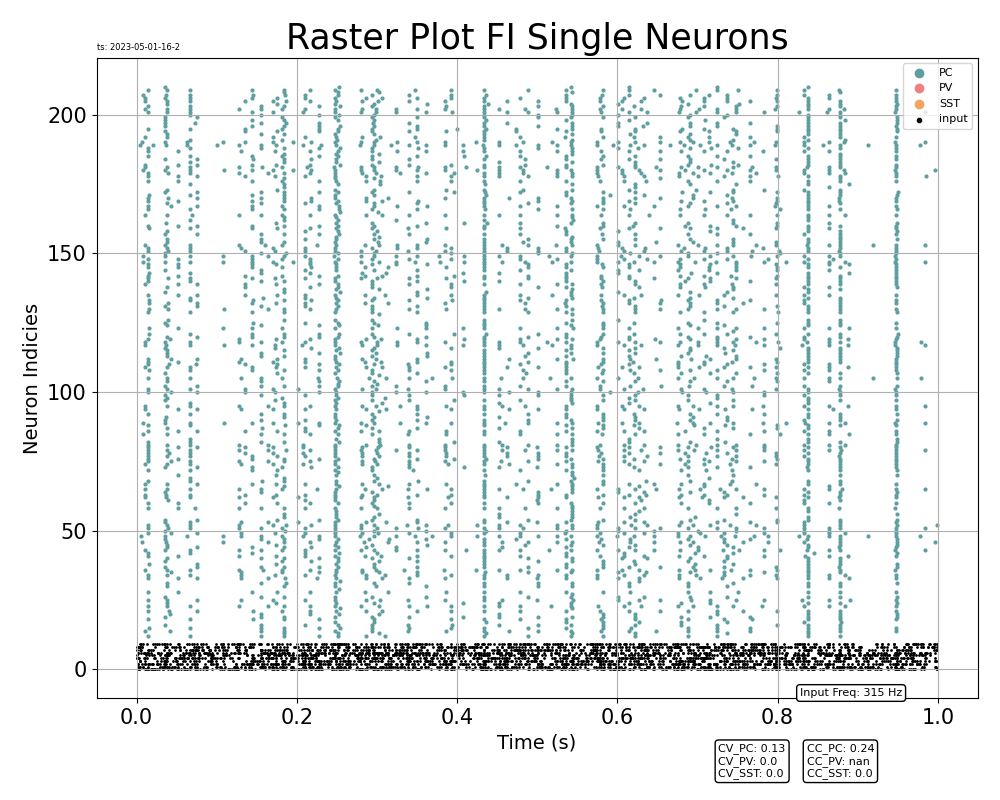 Raster Plot FI Single Neurons
ts: 2023-05-01-16-2
PC
PV
SST
input
200
150
100
50
0
Neuron Indicies
0.0
0.2
0.4
0.6
0.8
1.0
Time (s)
Input Freq: 315 Hz
CV_PC: 0.13
CV_PV: 0.0
CV_SST: 0.0
CC_PC: 0.24
CC_PV: nan
CC_SST: 0.0